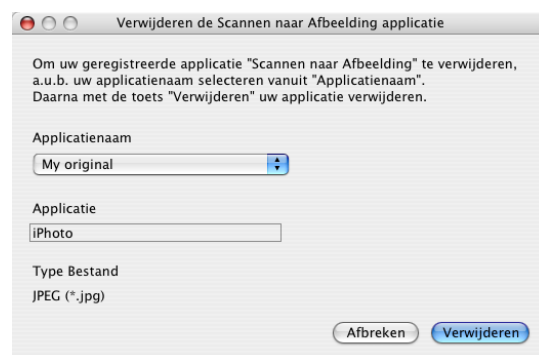 Verwijderen de Scannen naar Afbeelding applicatie
Om uw geregistreerde applicatie "Scannen naar Afbeelding" te verwijderen,
a.u.b. uw applicatienaam selecteren vanuit "Applicatienaam".
Daarna met de toets "Verwijderen" uw applicatie verwijderen.
Applicatienaam
My original
Applicatie
iPhoto
Type Bestand
JPEG (*.jpg)
Afbreken
Verwijderen